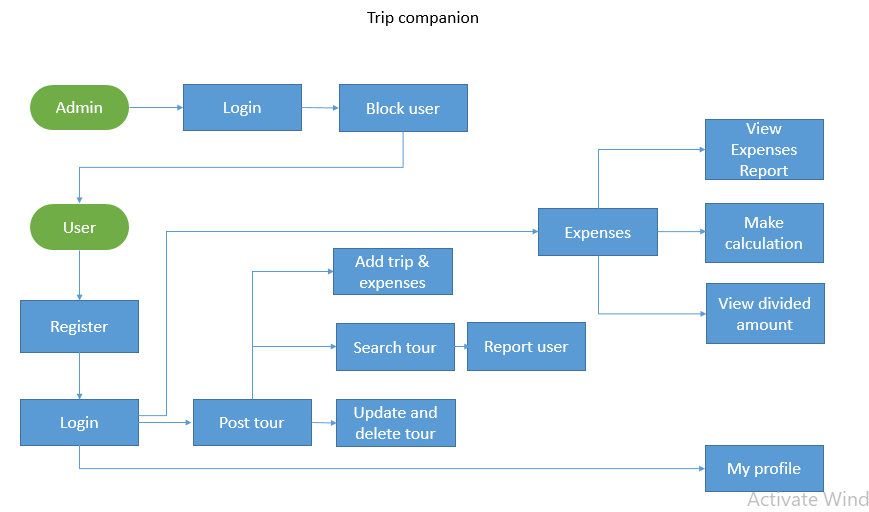 Trip companion
Admin
Login
Block user
View
Expenses
Report
User
Expenses
Make
calculation
Add trip &
expenses
Register
Search tour
Report user
View divided
amount
Login
Post tour
Update and
delete tour
My profile
Activate Wind